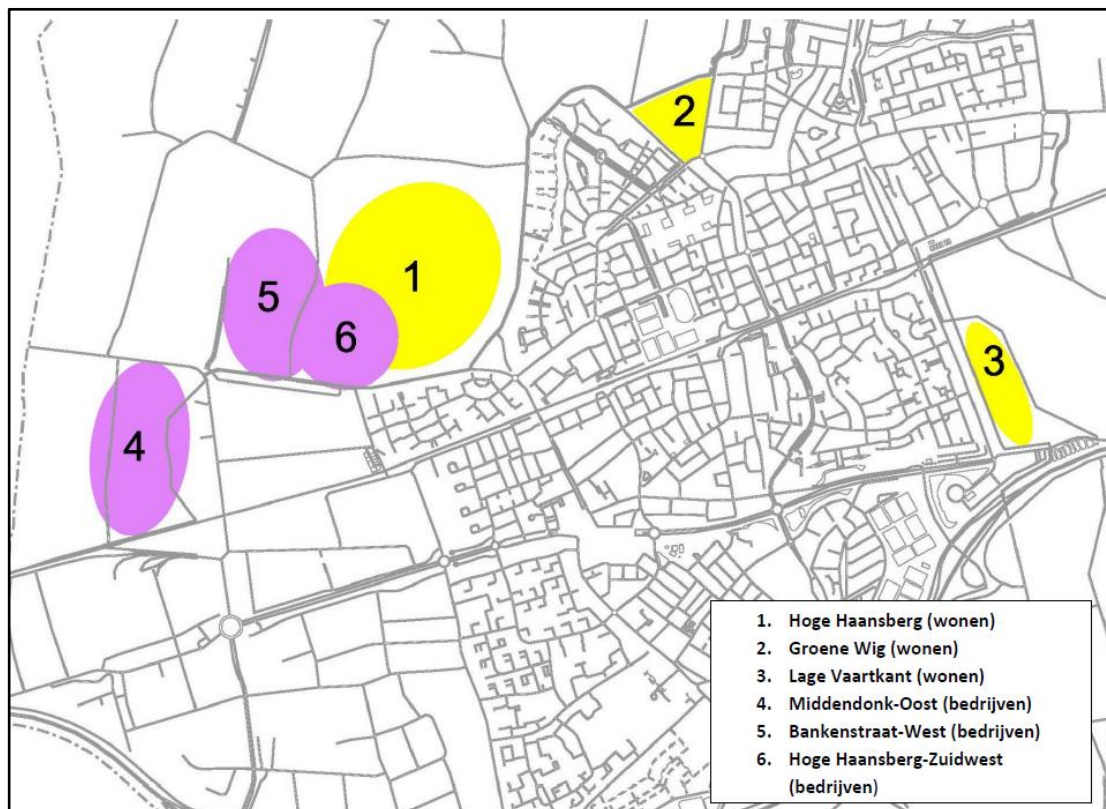 2
1
5
6
3
4
1. Hoge Haansberg (wonen)
2. Groene Wig (wonen)
3. Lage Vaartkant (wonen)
4. Middendonk-Oost (bedrijven)
5. Bankenstraat-West (bedrijven)
6. Hoge Haansberg-Zuidwest
(bedrijven)